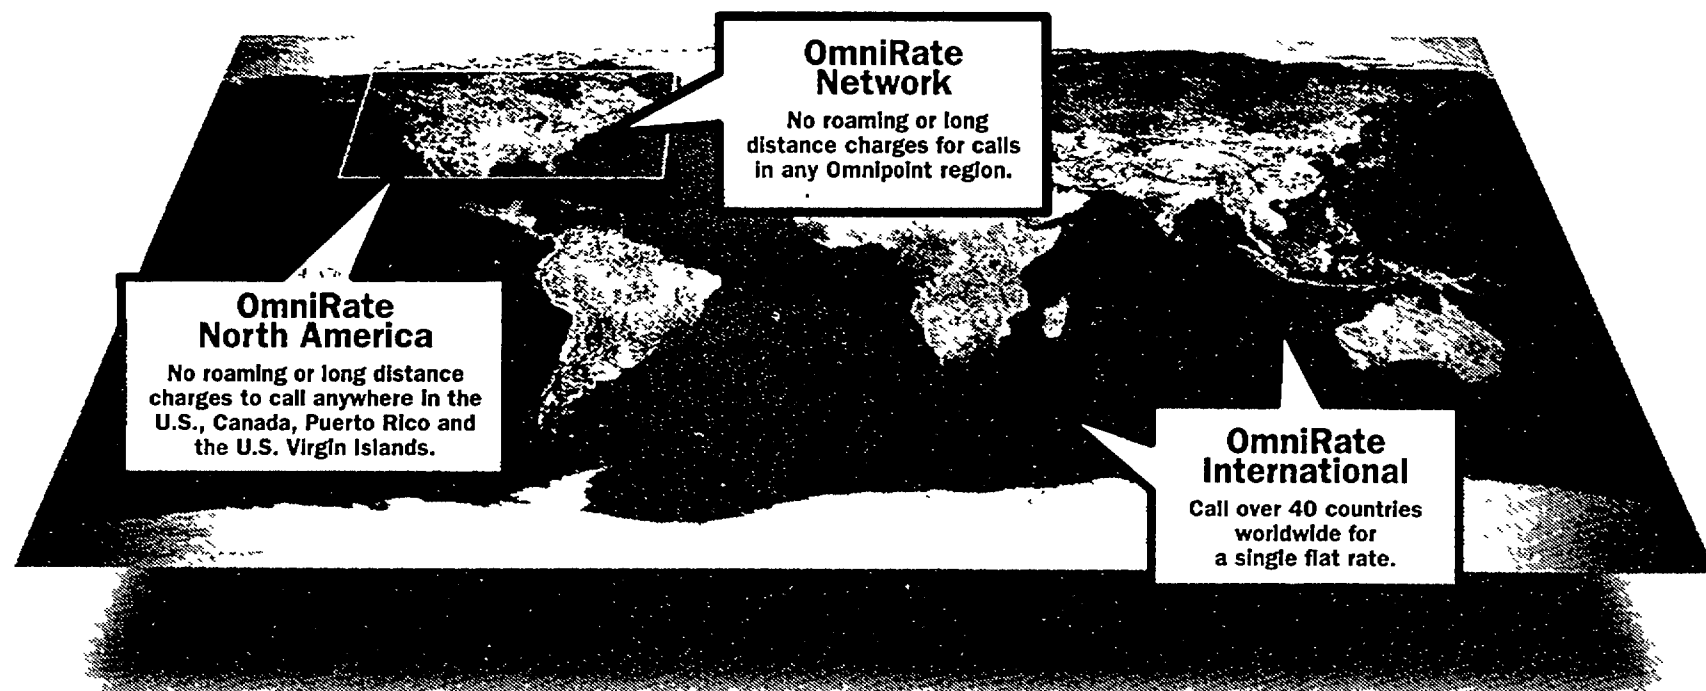 OmniRate
Network
No roaming or long
distance charges for calls
in any Omnipoint region.
OmniRate
North America
No roaming or long distance
charges to call anywhere in the
U.S., Canada, Puerto Rico and
the U.S. Virgin Islands.
OmniRate
International
Call over 40 countries
worldwide for
a single flat rate.